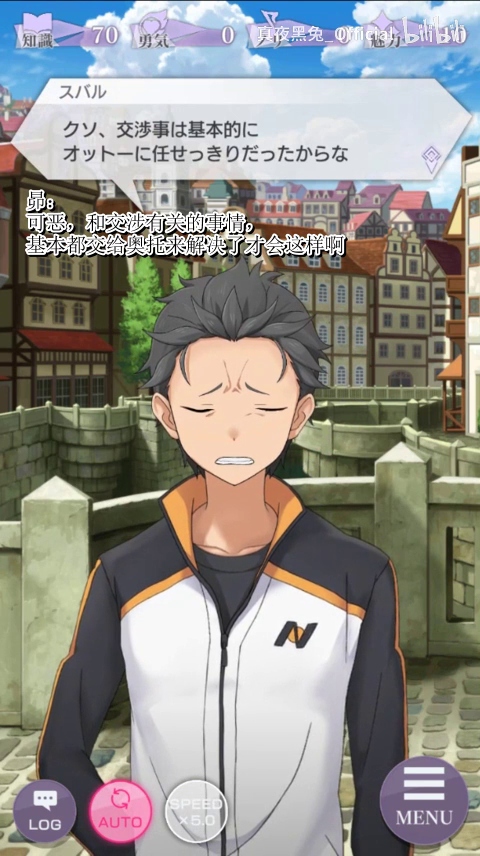 知識 70 勇気 0 0
真夜黑兎_Official bilibili
スバル
クソ、交渉事は基本的に
オットーに任せっきりだったからな
昴:
可恶，和交涉有关的事情，
基本都交给奥托来解决了才会这样啊
N
LOG
AUTO
SPEED
×5.0
MENU